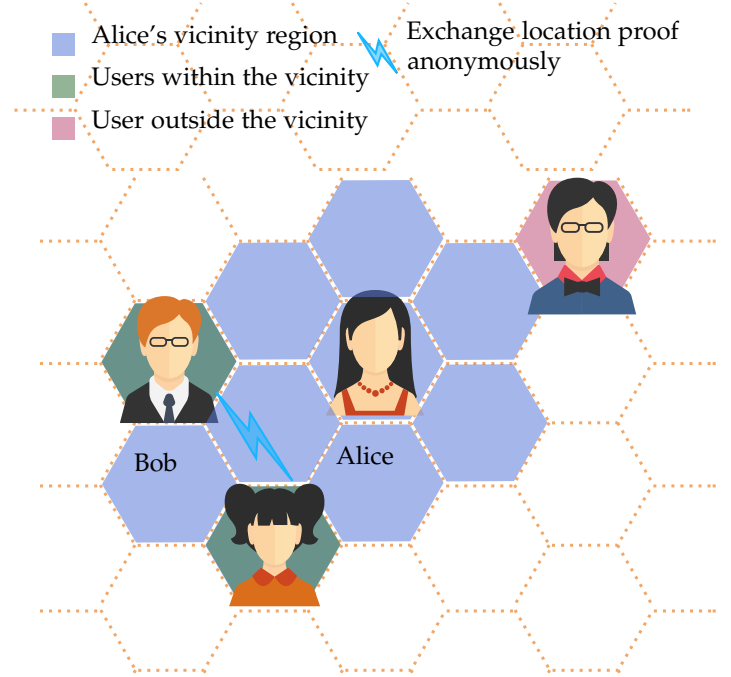 Alice's vicinity region
Users within the vicinity
User outside the vicinity
Exchange location proof
anonymously
Bob
Alice